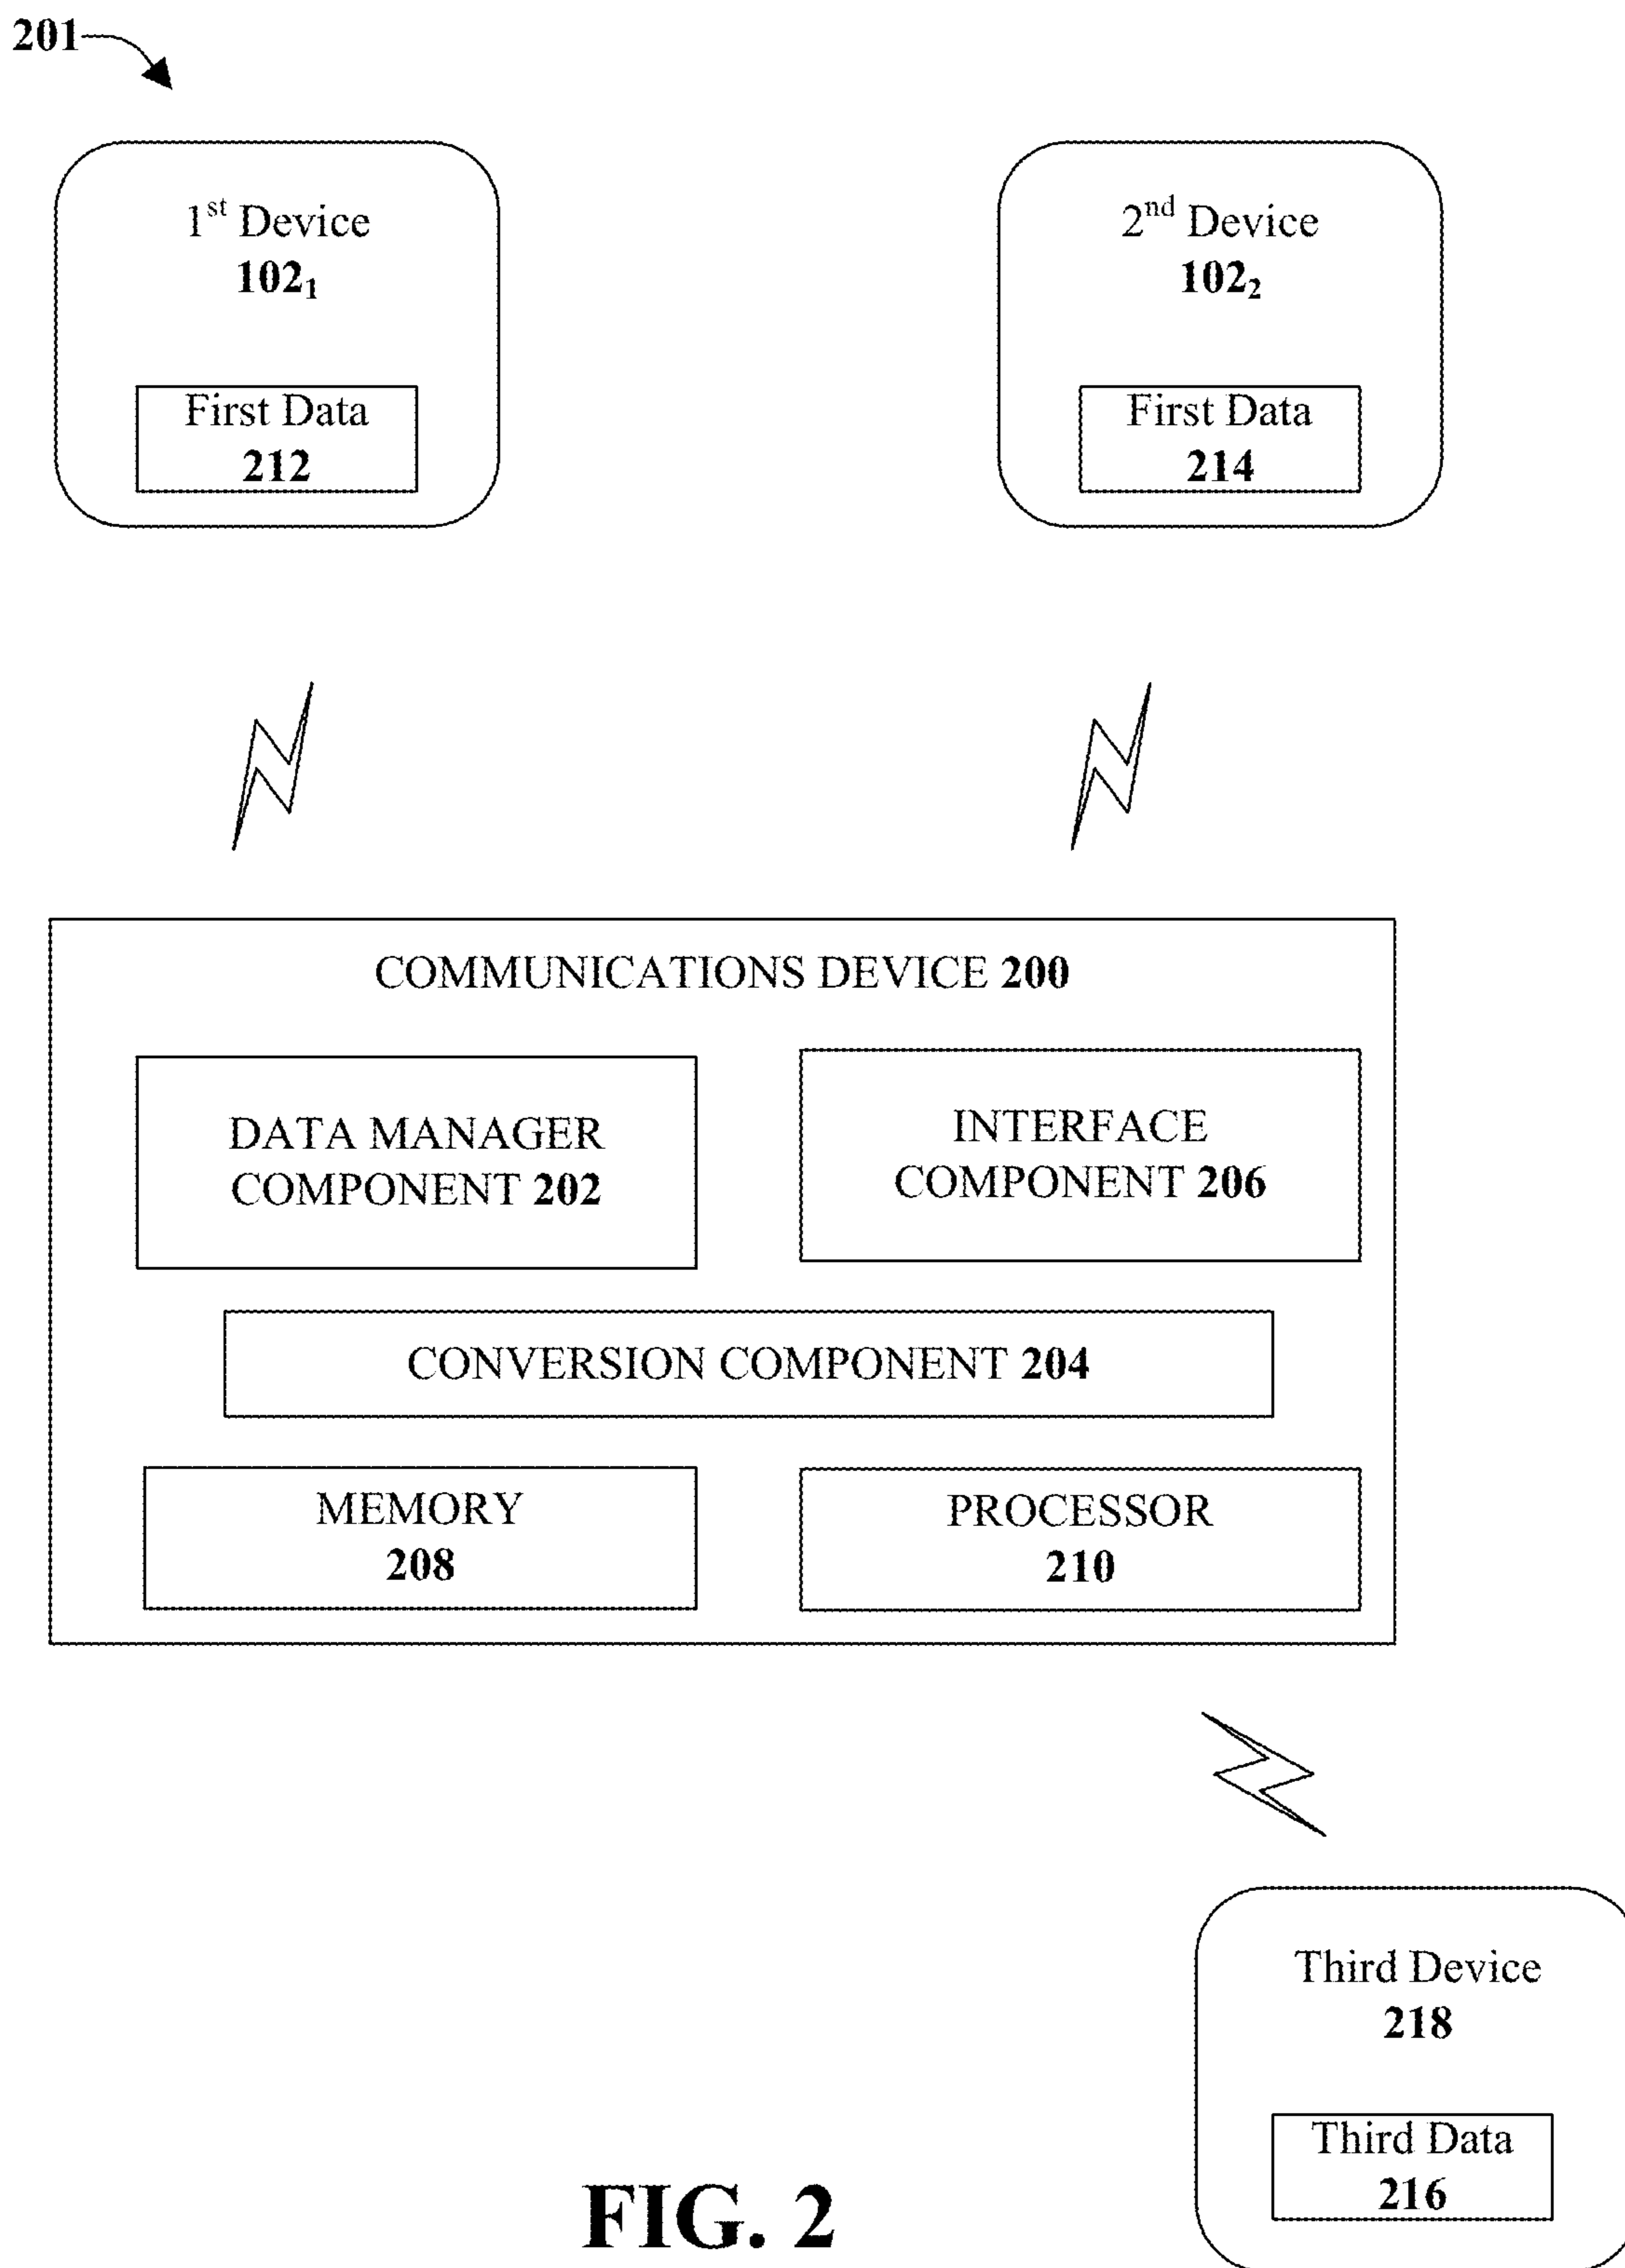 201
1st Device
102₁
First Data
212
2nd Device
102₂
First Data
214
COMMUNICATIONS DEVICE 200
DATA MANAGER
COMPONENT 202
INTERFACE
COMPONENT 206
CONVERSION COMPONENT 204
MEMORY
208
PROCESSOR
210
Third Device
218
Third Data
216
FIG. 2